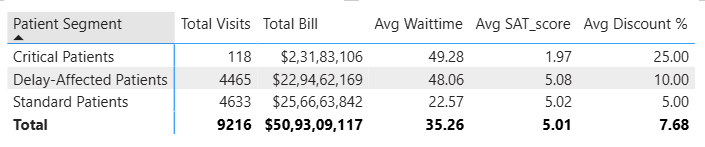 Patient Segment Total Visits Total Bill Avg Waittime Avg SAT_score Avg Discount %
Critical Patients 118 $2,31,83,106 49.28 1.97 25.00
Delay-Affected Patients 4465 $22,94,62,169 48.06 5.08 10.00
Standard Patients 4633 $25,66,63,842 22.57 5.02 5.00
Total 9216 $50,93,09,117 35.26 5.01 7.68